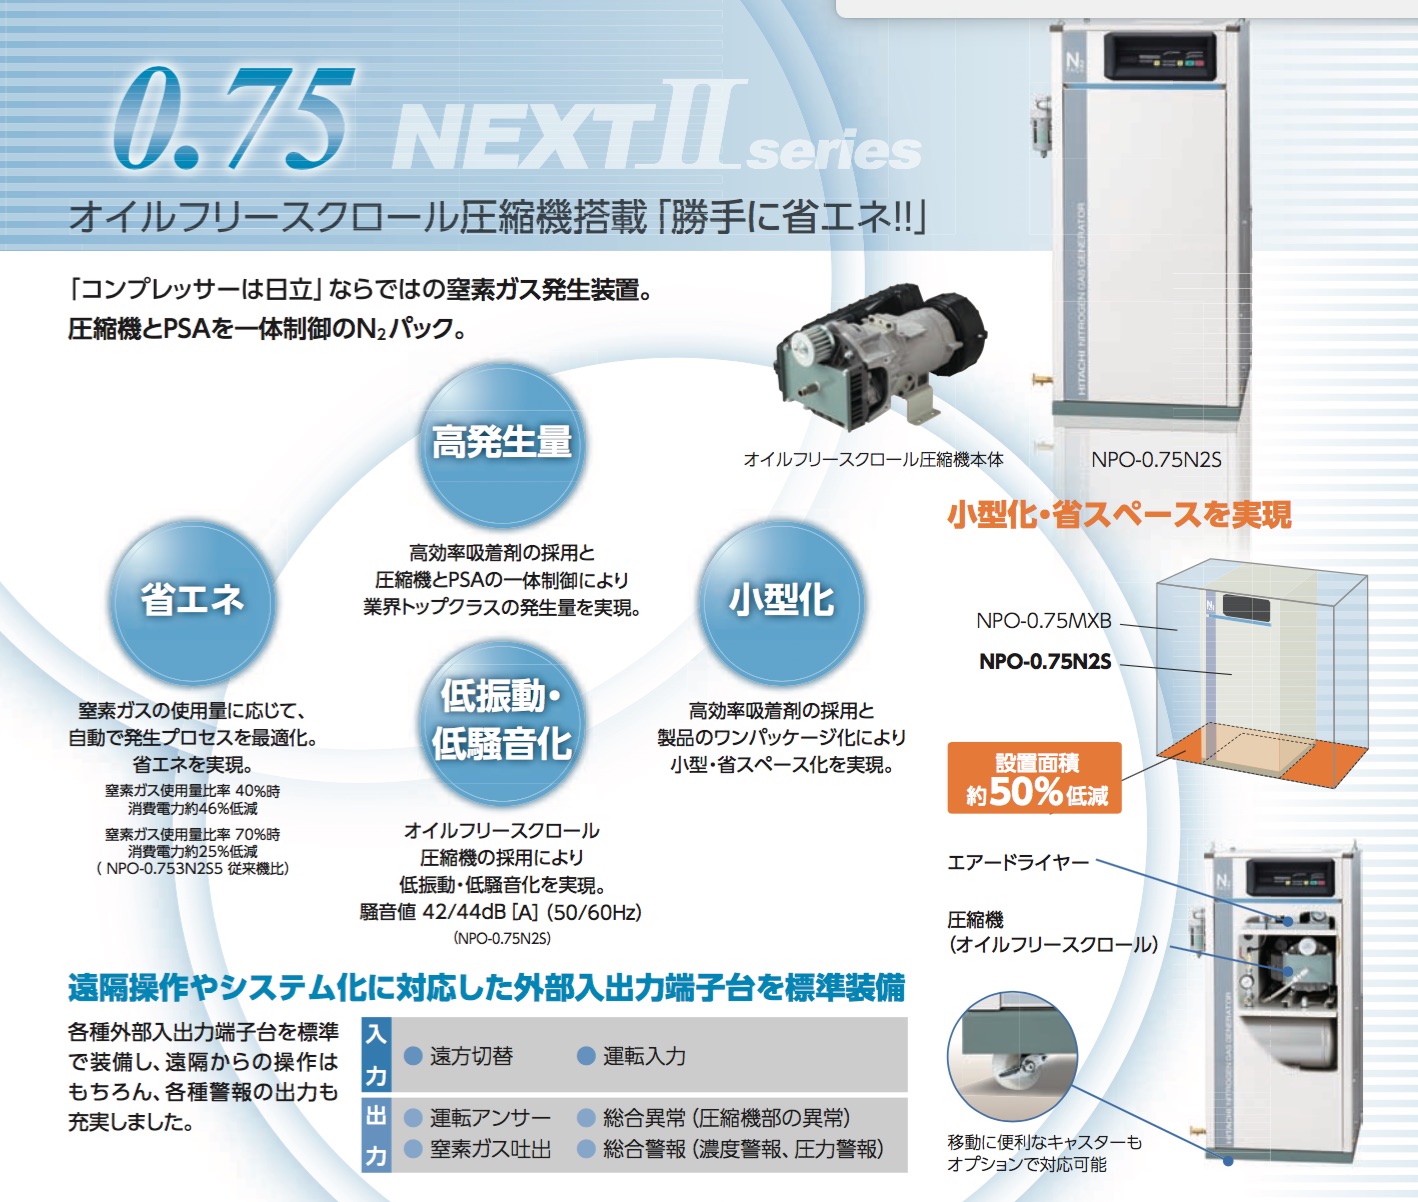 0.75 NEXTⅡseries
オイルフリースクロール圧縮機搭載「勝手に省エネ!!」
「コンプレッサーは日立」ならではの窒素ガス発生装置。
圧縮機とPSAを一体制御のN₂パック。
高発生量
高効率吸着剤の採用と
圧縮機とPSAの一体制御により
業界トップクラスの発生量を実現。
省エネ
窒素ガスの使用量に応じて、
自動で発生プロセスを最適化。
省エネを実現。
窒素ガス使用量比率 40%時
消費電力約46%低減
窒素ガス使用量比率 70%時
消費電力約25%低減
( NPO-0.753N2S5 従来機比)
低振動・
低騒音化
オイルフリースクロール
圧縮機の採用により
低振動・低騒音化を実現。
騒音値 42/44dB[A](50/60Hz)
(NPO-0.75N2S)
小型化
高効率吸着剤の採用と
製品のワンパッケージ化により
小型・省スペース化を実現。
オイルフリースクロール圧縮機本体
N₂
HITACHI NITROGEN GAS GENERATOR
NPO-0.75N2S
小型化・省スペースを実現
NPO-0.75MXB
NPO-0.75N2S
N₂
設置面積
約50%低減
エアードライヤー
圧縮機
(オイルフリースクロール)
N₂
HITACHI NITROGEN GAS GENERATOR
移動に便利なキャスターも
オプションで対応可能
遠隔操作やシステム化に対応した外部入出力端子台を標準装備
各種外部入出力端子台を標準
で装備し、遠隔からの操作は
もちろん、各種警報の出力も
充実しました。
入力
● 遠方切替 ● 運転入力
出力
● 運転アンサー ● 総合異常(圧縮機部の異常)
● 窒素ガス吐出 ● 総合警報(濃度警報、圧力警報)